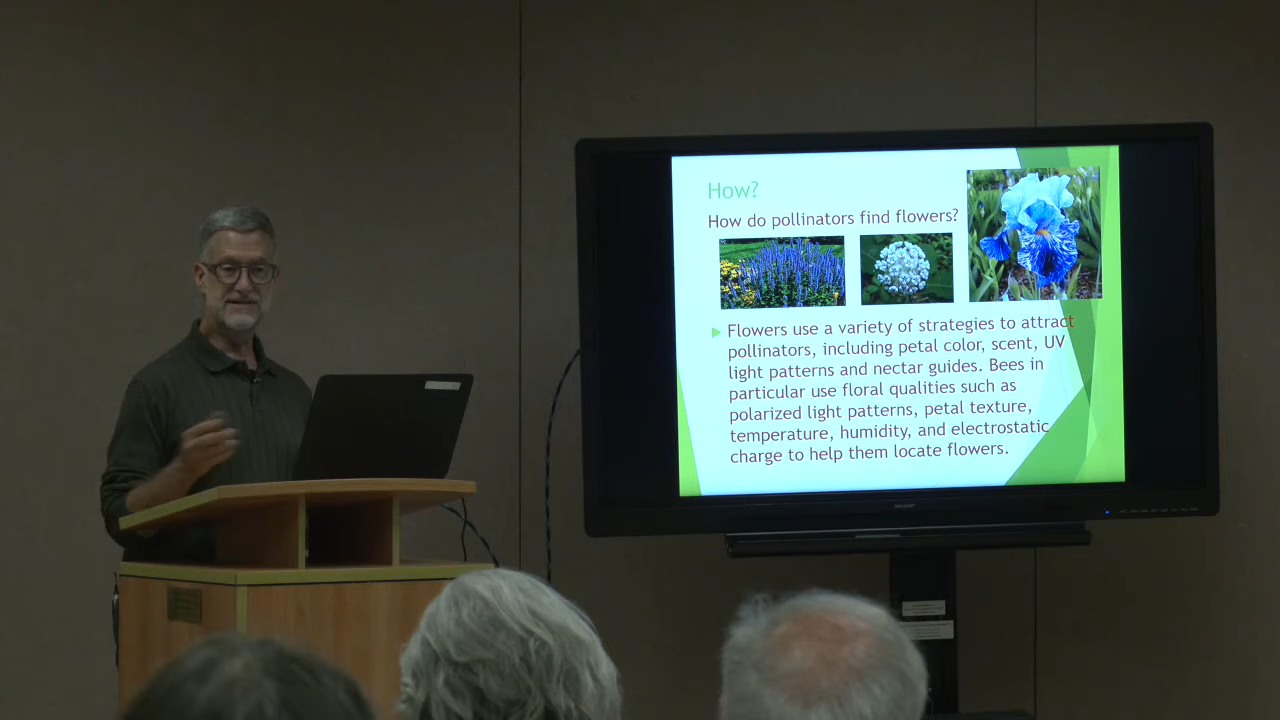 How?
How do pollinators find flowers?
Flowers use a variety of strategies to attract
pollinators, including petal color, scent, UV
light patterns and nectar guides. Bees in
particular use floral qualities such as
polarized light patterns, petal texture,
temperature, humidity, and electrostatic
charge to help them locate flowers.